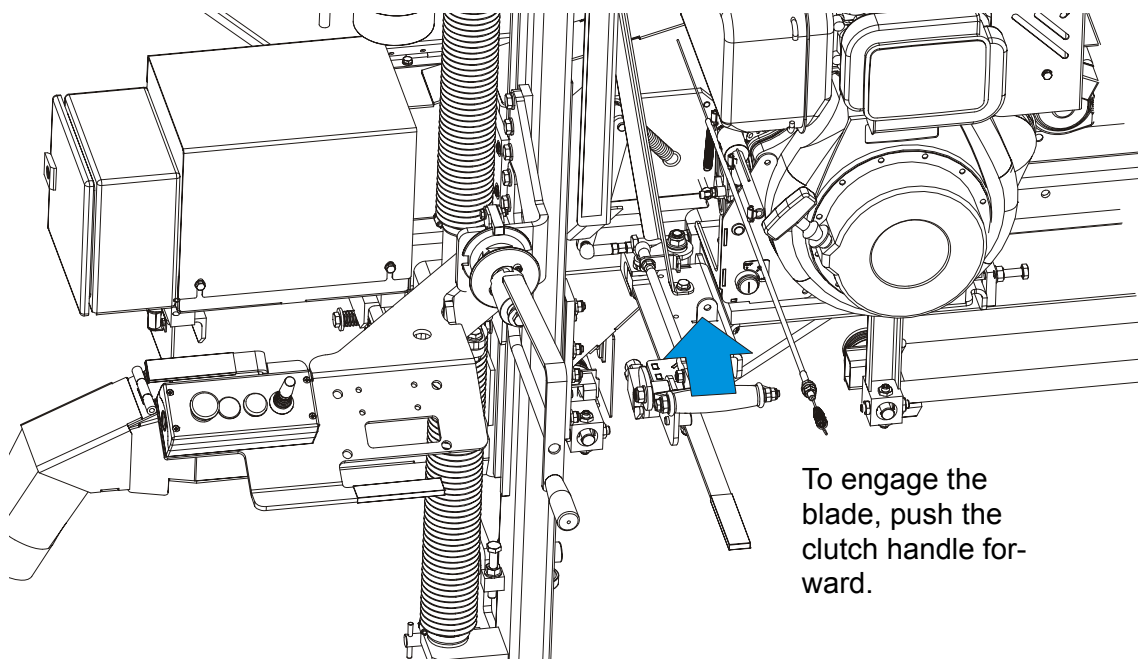 To engage the
blade, push the
clutch handle for-
ward.